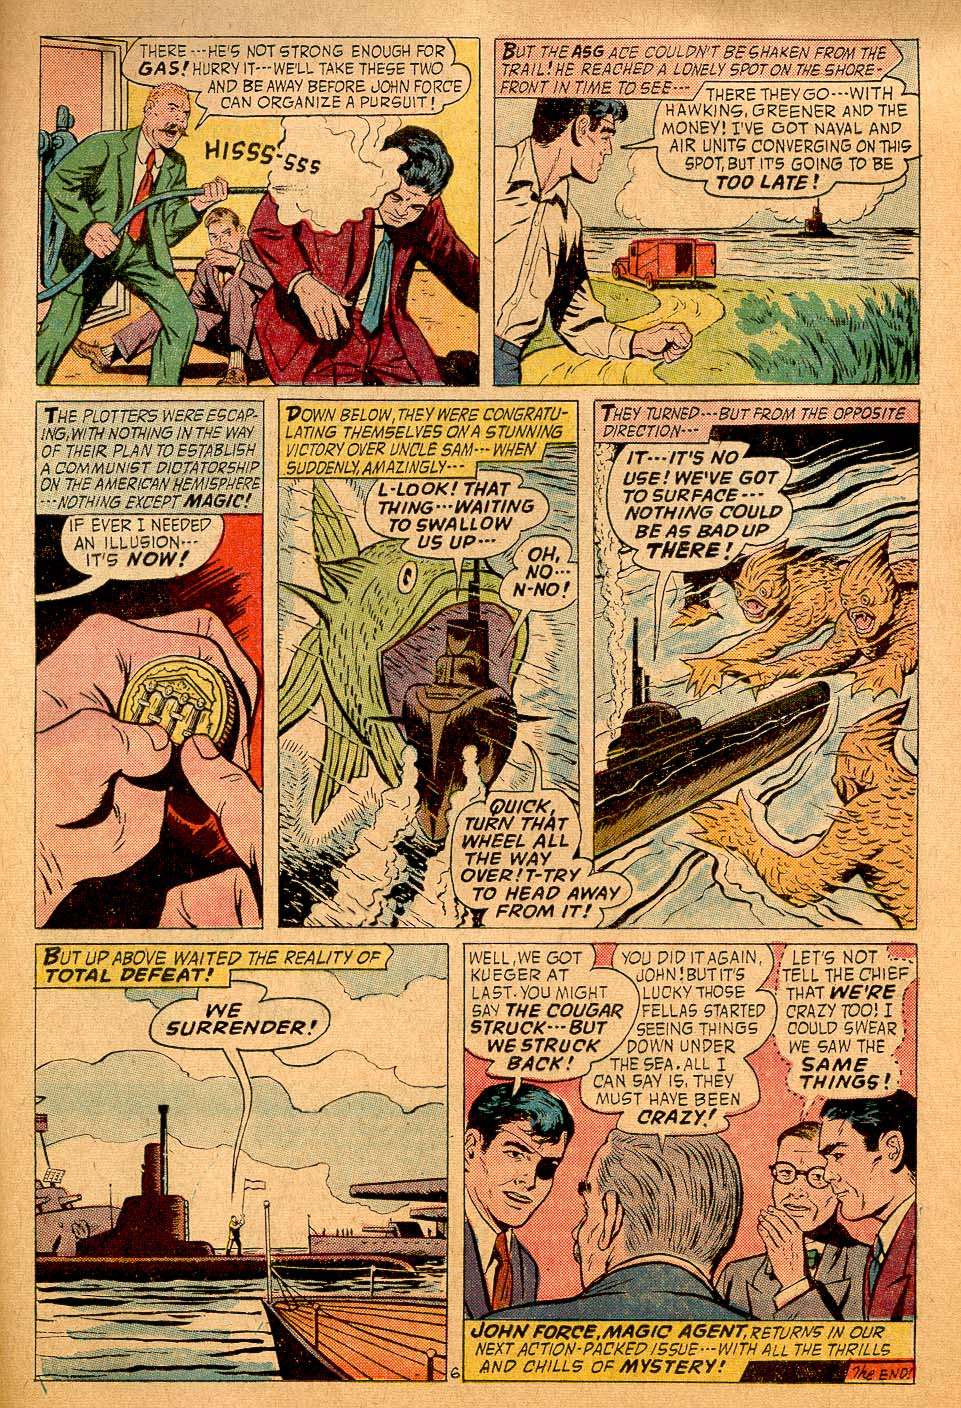 THERE---HE'S NOT STRONG ENOUGH FOR
GAS! HURRY IT---WE'LL TAKE THESE TWO
AND BE AWAY BEFORE JOHN FORCE
CAN ORGANIZE A PURSUIT!
HISSS-SSS
BUT THE ASG ACE COULDN'T BE SHAKEN FROM THE
TRAIL! HE REACHED A LONELY SPOT ON THE SHORE-
FRONT IN TIME TO SEE---
THERE THEY GO---WITH
HAWKINS, GREENER AND THE
MONEY! I'VE GOT NAVAL AND
AIR UNITS CONVERGING ON THIS
SPOT, BUT IT'S GOING TO BE
TOO LATE!
THE PLOTTERS WERE ESCAP-
ING, WITH NOTHING IN THE WAY
OF THEIR PLAN TO ESTABLISH
A COMMUNIST DICTATORSHIP
ON THE AMERICAN HEMISPHERE
---NOTHING EXCEPT MAGIC!
IF EVER I NEEDED
AN ILLUSION---
IT'S NOW!
DOWN BELOW, THEY WERE CONGRATU-
LATING THEMSELVES ON A STUNNING
VICTORY OVER UNCLE SAM---WHEN
SUDDENLY, AMAZINGLY---
L-LOOK! THAT
THING---WAITING
TO SWALLOW
US UP---
OH,
NO---
N-NO!
QUICK,
TURN THAT
WHEEL ALL
THE WAY
OVER! T-TRY
TO HEAD AWAY
FROM IT!
THEY TURNED---BUT FROM THE OPPOSITE
DIRECTION---
IT---IT'S NO
USE! WE'VE GOT
TO SURFACE---
NOTHING COULD
BE AS BAD UP
THERE!
BUT UP ABOVE WAITED THE REALITY OF
TOTAL DEFEAT!
WE
SURRENDER!
6
WELL, WE GOT
KUEGER AT
LAST. YOU MIGHT
SAY THE COUGAR
STRUCK---BUT
WE STRUCK
BACK!
YOU DID IT AGAIN,
JOHN! BUT IT'S
LUCKY THOSE
FELLAS STARTED
SEEING THINGS
DOWN UNDER
THE SEA. ALL I
CAN SAY IS, THEY
MUST HAVE BEEN
CRAZY!
LET'S NOT
TELL THE CHIEF
THAT WE'RE
CRAZY TOO! I
COULD SWEAR
WE SAW THE
SAME
THINGS!
JOHN FORCE, MAGIC AGENT, RETURNS IN OUR
NEXT ACTION-PACKED ISSUE---WITH ALL THE THRILLS
AND CHILLS OF MYSTERY!
The END!